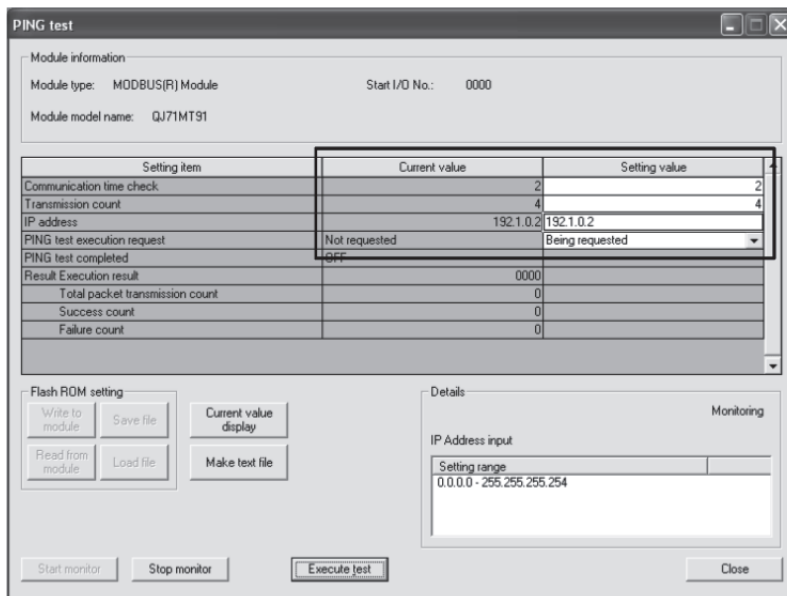 PING test
Module information
Module type: MODBUS(R) Module Start I/O No.: 0000
Module model name: QJ71MT91
Setting item Current value Setting value
Communication time check 2 2
Transmission count 4 4
IP address 192.1.0.2 192.1.0.2
PING test execution request Not requested Being requested
PING test completed OFF
Result Execution result 0000
Total packet transmission count 0
Success count 0
Failure count 0
Flash ROM setting
Write to
module
Save file
Current value
display
Read from
module
Load file
Make text file
Details
Monitoring
IP Address input
Setting range
0.0.0.0 - 255.255.255.254
Start monitor Stop monitor Execute test Close